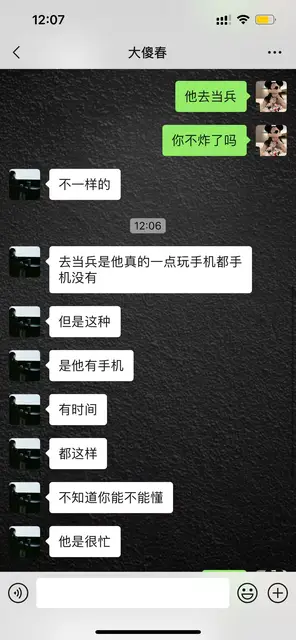 12:07
大傻春
他去当兵
你不炸了吗
不一样的
12:06
去当兵是他真的一点玩手机都手
机没有
但是这种
是他有手机
有时间
都这样
不知道你能不能懂
他是很忙